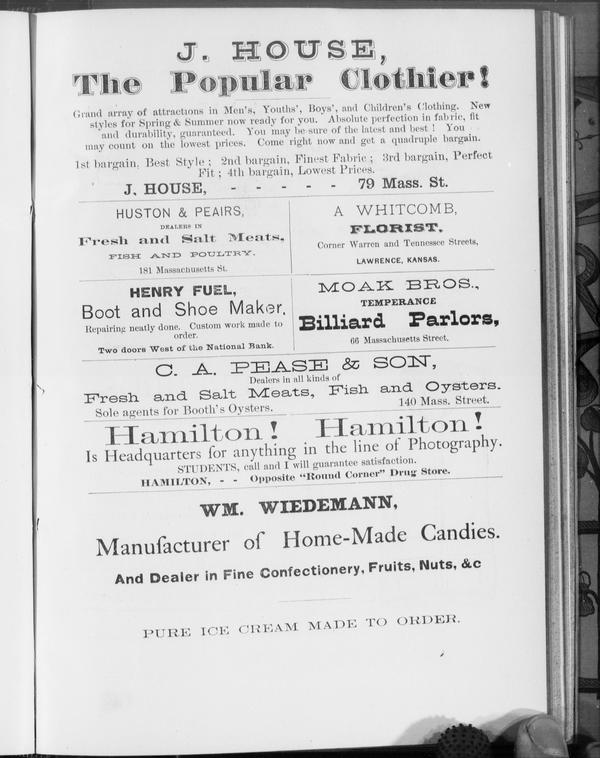 J. HOUSE,
The Popular Clothier!
Grand array of attractions in Men's, Youths', Boys', and Children's Clothing. New
styles for Spring & Summer now ready for you. Absolute perfection in fabric, fit
and durability, guaranteed. You may be sure of the latest and best! You
may count on the lowest prices. Come right now and get a quadruple bargain.
1st bargain, Best Style; 2nd bargain, Finest Fabric; 3rd bargain, Perfect
Fit; 4th bargain, Lowest Prices.
J. HOUSE, - - - - - 79 Mass. St.
HUSTON & PEAIRS,
DEALERS IN
Fresh and Salt Meats,
FISH AND POULTRY.
181 Massachusetts St.
A WHITCOMB,
FLORIST,
Corner Warren and Tennessee Streets,
LAWRENCE, KANSAS.
HENRY FUEL,
Boot and Shoe Maker,
Repairing neatly done. Custom work made to
order.
Two doors West of the National Bank.
MOAK BROS.,
TEMPERANCE
Billiard Parlors,
66 Massachusetts Street.
C. A. PEASE & SON,
Dealers in all kinds of
Fresh and Salt Meats, Fish and Oysters.
Sole agents for Booth's Oysters. 140 Mass. Street.
Hamilton! Hamilton!
Is Headquarters for anything in the line of Photography.
STUDENTS, call and I will guarantee satisfaction.
HAMILTON, - - Opposite "Round Corner" Drug Store.
WM. WIEDEMANN,
Manufacturer of Home-Made Candies.
And Dealer in Fine Confectionery, Fruits, Nuts, &c
PURE ICE CREAM MADE TO ORDER.